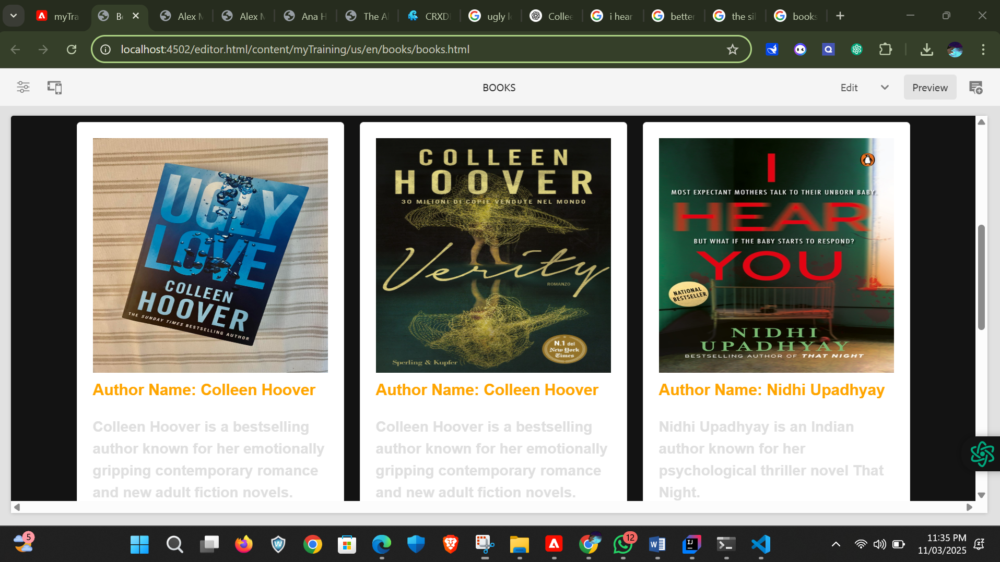 myTra
B
Alex M
Alex M
Ana H
The Al
CRXD
ugly l
Collee
i hear
better
the sil
books
localhost:4502/editor.html/content/myTraining/us/en/books/books.html
BOOKS
Edit
Preview
UGLY
LOVE
COLLEEN
HOOVER
THE SUNDAY TIMES BESTSELLING AUTHOR
Author Name: Colleen Hoover
Colleen Hoover is a bestselling
author known for her emotionally
gripping contemporary romance
and new adult fiction novels.
COLLEEN
HOOVER
30 MILIONI DI COPIE VENDUTE NEL MONDO
Verity
ROMANZO
N.1 del
New York
Times
Sperling & Kupfer
Author Name: Colleen Hoover
Colleen Hoover is a bestselling
author known for her emotionally
gripping contemporary romance
and new adult fiction novels.
I
MOST EXPECTANT MOTHERS TALK TO THEIR UNBORN BABY.
HEAR
BUT WHAT IF THE BABY STARTS TO RESPOND?
YOU
NATIONAL
BESTSELLER
NIDHI
UPADHYAY
BESTSELLING AUTHOR OF THAT NIGHT
Author Name: Nidhi Upadhyay
Nidhi Upadhyay is an Indian
author known for her
psychological thriller novel That
Night.
5
12
11:35 PM
11/03/2025